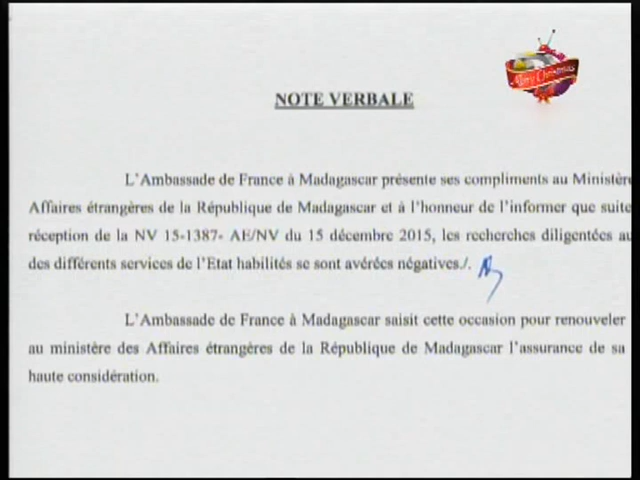 Merry Christmas
NOTE VERBALE
L'Ambassade de France à Madagascar présente ses compliments au Ministère
Affaires étrangères de la République de Madagascar et à l'honneur de l'informer que suite
réception de la NV 15-1387- AE/NV du 15 décembre 2015, les recherches diligentées au
des différents services de l'Etat habilités se sont avérées négatives./.
L'Ambassade de France à Madagascar saisit cette occasion pour renouveler
au ministère des Affaires étrangères de la République de Madagascar l'assurance de sa
haute considération.